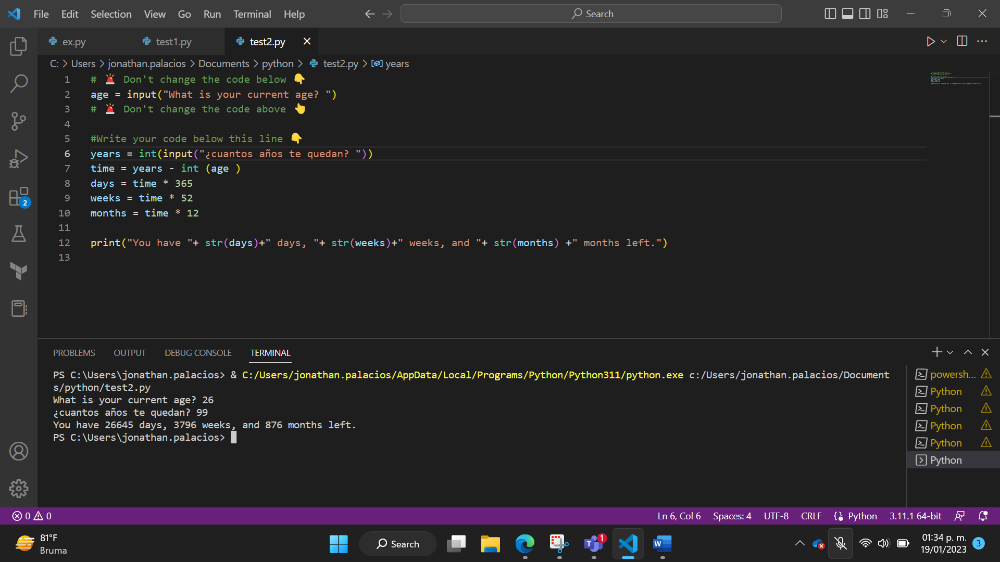 File Edit Selection View Go Run Terminal Help
Search
ex.py
test1.py
test2.py
C: > Users > jonathan.palacios > Documents > python > test2.py > years
1 # 🚨 Don't change the code below 👇
2 age = input("What is your current age? ")
3 # 🚨 Don't change the code above 👆
4
5 #Write your code below this line 👇
6 years = int(input("¿cuantos años te quedan? "))
7 time = years - int (age )
8 days = time * 365
9 weeks = time * 52
10 months = time * 12
11
12 print("You have "+ str(days)+" days, "+ str(weeks)+" weeks, and "+ str(months) +" months left.")
13
2
PROBLEMS OUTPUT DEBUG CONSOLE TERMINAL
PS C:\Users\jonathan.palacios> & C:/Users/jonathan.palacios/AppData/Local/Programs/Python/Python311/python.exe c:/Users/jonathan.palacios/Document
s/python/test2.py
What is your current age? 26
¿cuantos años te quedan? 99
You have 26645 days, 3796 weeks, and 876 months left.
PS C:\Users\jonathan.palacios>
powersh...
Python
Python
Python
Python
Python
0 0
Ln 6, Col 6 Spaces: 4 UTF-8 CRLF Python 3.11.1 64-bit
81°F
Bruma
Search
1
01:34 p. m.
19/01/2023
3